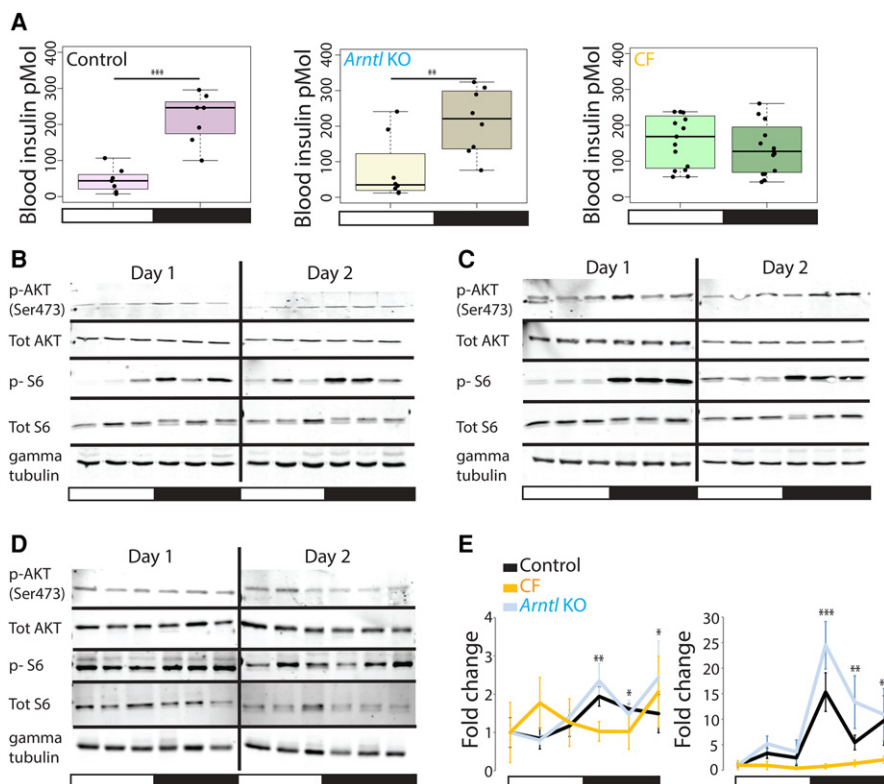 A
Blood insulin pMol
0 100 200 300 400
Control
***
Blood insulin pMol
0 100 200 300 400
Arntl KO
**
Blood insulin pMol
0 100 200 300 400
CF
B
Day 1 Day 2
p-AKT
(Ser473)
Tot AKT
p- S6
Tot S6
gamma
tubulin
C
Day 1 Day 2
p-AKT
(Ser473)
Tot AKT
p- S6
Tot S6
gamma
tubulin
D
Day 1 Day 2
p-AKT
(Ser473)
Tot AKT
p- S6
Tot S6
gamma
tubulin
E
Control
CF
Arntl KO
Fold change
4
3
2
1
0
**
*
*
Fold change
30
25
20
15
10
5
0
***
**
*